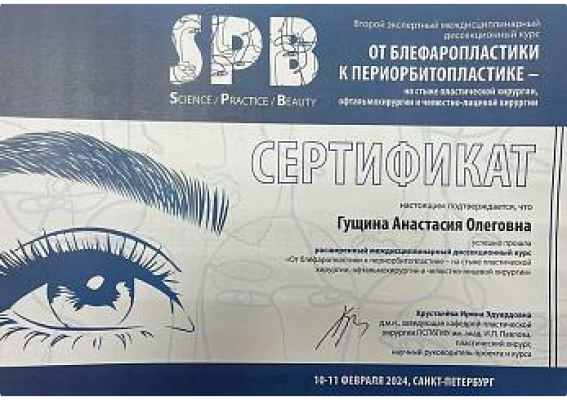 SPB
SCIENCE / PRACTICE / BEAUTY
Второй экспертный междисциплинарный
диссекционный курс
ОТ БЛЕФАРОПЛАСТИКИ
К ПЕРИОРБИТОПЛАСТИКЕ –
на стыке пластической хирургии,
офтальмохирургии и челюстно-лицевой хирургии
СЕРТИФИКАТ
настоящим подтверждается, что
Гущина Анастасия Олеговна
успешно прошла
расширенный междисциплинарный диссекционный курс
«От блефаропластики к периорбитопластике – на стыке пластической
хирургии, офтальмохирургии и челюстно-лицевой хирургии»
Хрусталёва Ирина Эдуардовна
д.м.н., заведующая кафедрой пластической
хирургии ПСПбГМУ им. акад. И.П. Павлова,
пластический хирург,
научный руководитель проекта и курса
10-11 ФЕВРАЛЯ 2024, САНКТ-ПЕТЕРБУРГ